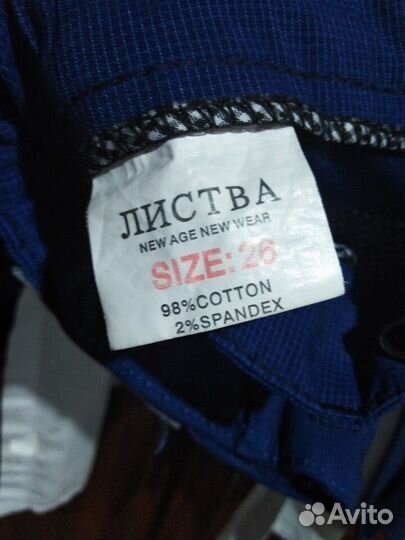 ЛИСТВА
NEW AGE NEW WEAR
SIZE: 26
98%COTTON
2%SPANDEX
Avito